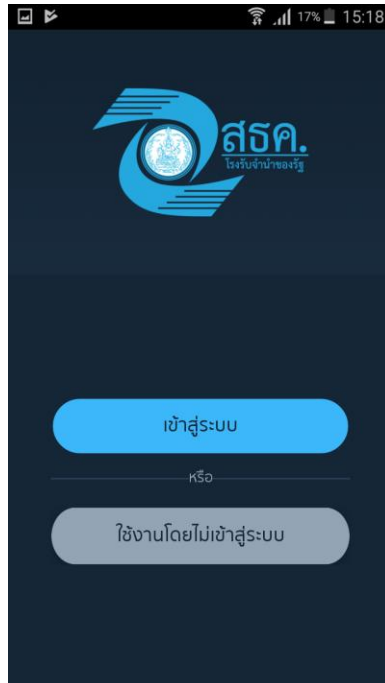 17% 15:18
สธค.
โรงรับจำนำของรัฐ
เข้าสู่ระบบ
หรือ
ใช้งานโดยไม่เข้าสู่ระบบ